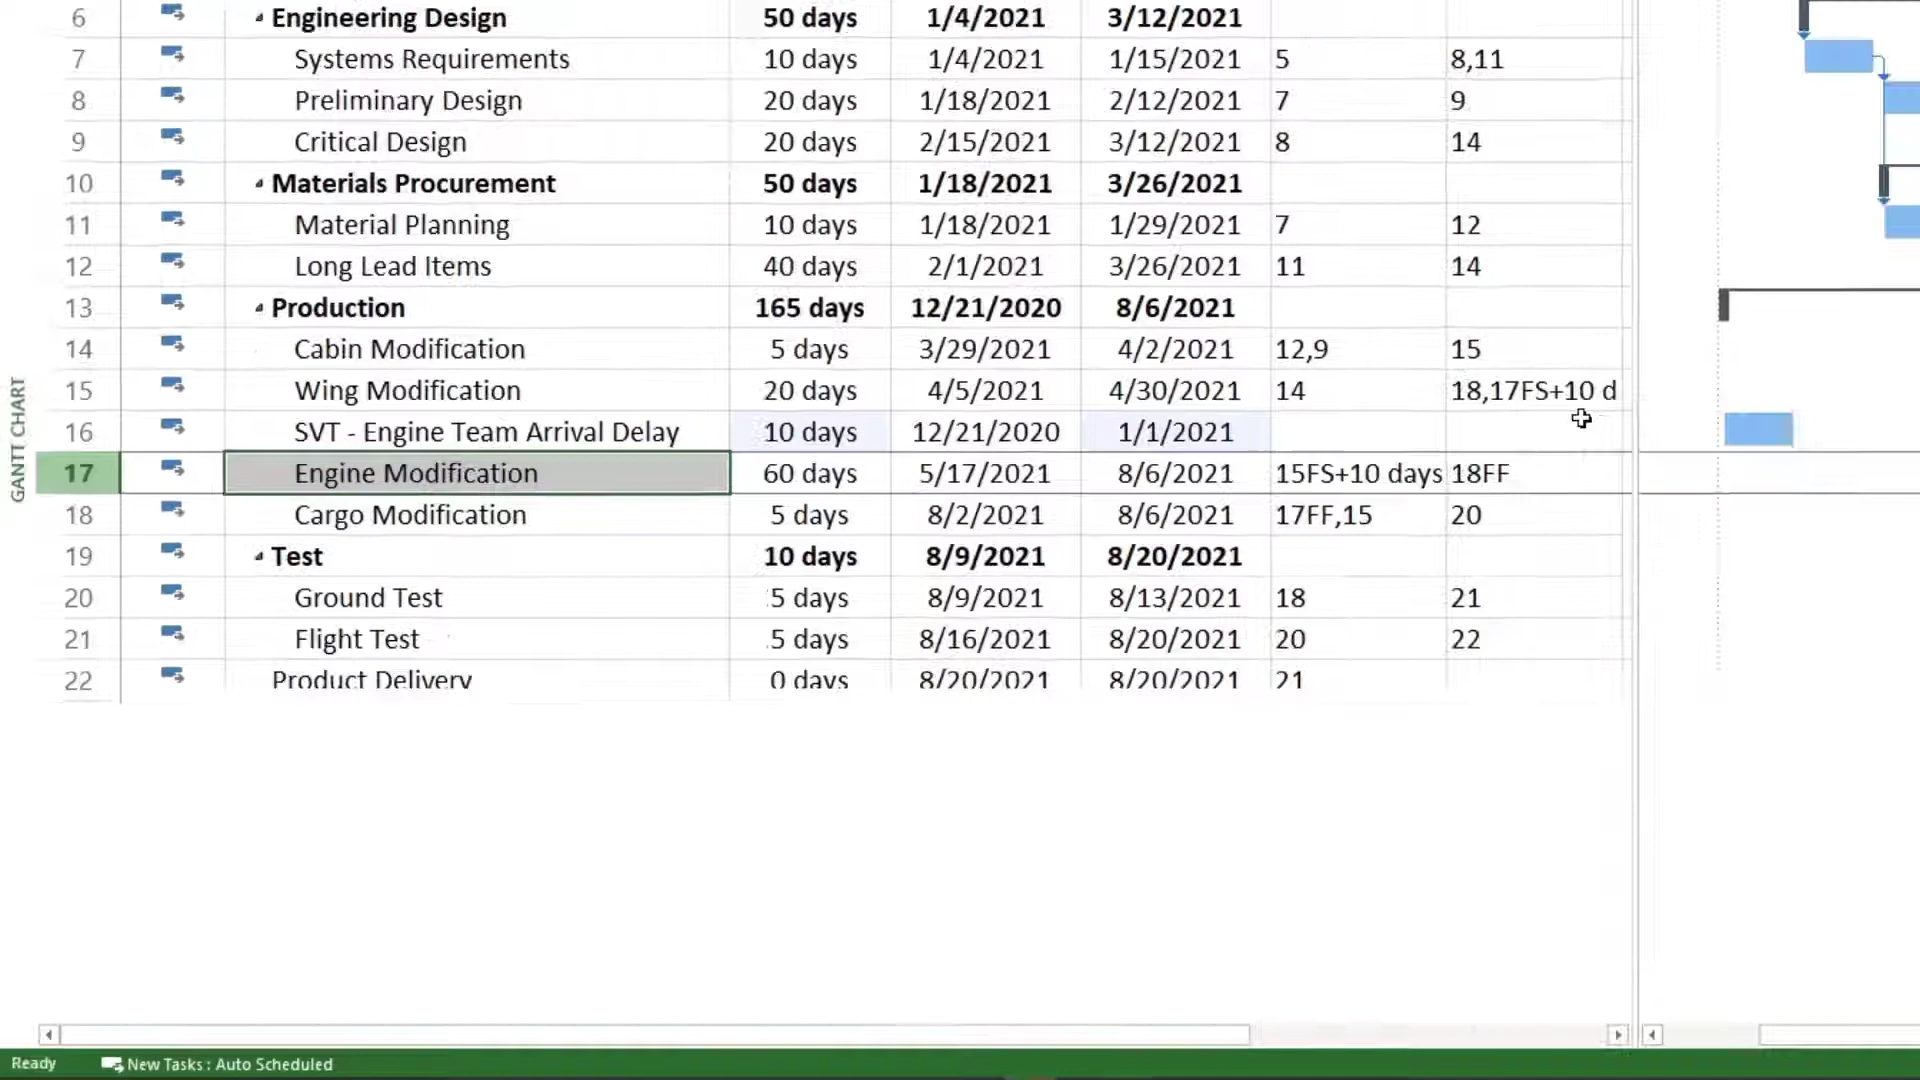 6 Engineering Design 50 days 1/4/2021 3/12/2021
7 Systems Requirements 10 days 1/4/2021 1/15/2021 5 8,11
8 Preliminary Design 20 days 1/18/2021 2/12/2021 7 9
9 Critical Design 20 days 2/15/2021 3/12/2021 8 14
10 Materials Procurement 50 days 1/18/2021 3/26/2021
11 Material Planning 10 days 1/18/2021 1/29/2021 7 12
12 Long Lead Items 40 days 2/1/2021 3/26/2021 11 14
13 Production 165 days 12/21/2020 8/6/2021
14 Cabin Modification 5 days 3/29/2021 4/2/2021 12,9 15
15 Wing Modification 20 days 4/5/2021 4/30/2021 14 18,17FS+10 d
16 SVT - Engine Team Arrival Delay 10 days 12/21/2020 1/1/2021
17 Engine Modification 60 days 5/17/2021 8/6/2021 15FS+10 days 18FF
18 Cargo Modification 5 days 8/2/2021 8/6/2021 17FF,15 20
19 Test 10 days 8/9/2021 8/20/2021
20 Ground Test 5 days 8/9/2021 8/13/2021 18 21
21 Flight Test 5 days 8/16/2021 8/20/2021 20 22
22 Product Delivery 0 days 8/20/2021 8/20/2021 21
GANTT CHART
Ready New Tasks : Auto Scheduled